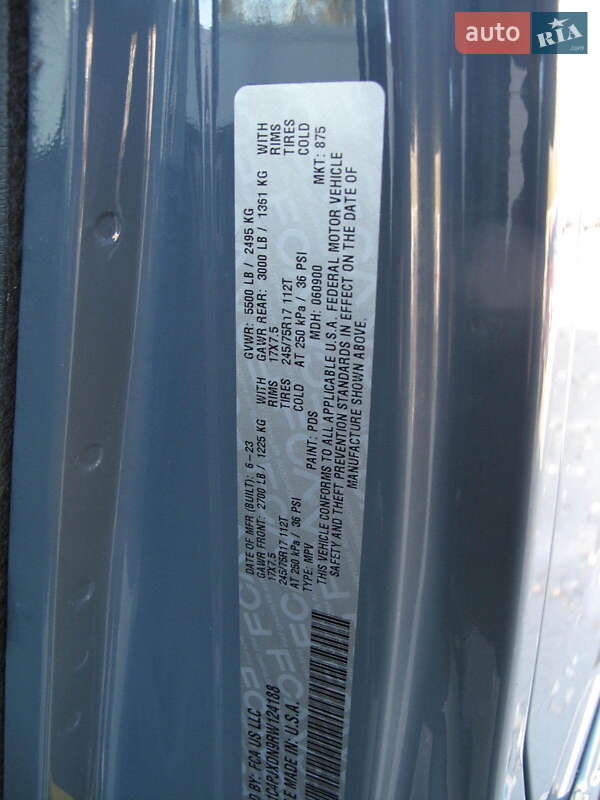 auto RIA.com
BY: FCA US LLC
DATE OF MFR (BUILT): 6-23
GVWR: 5500 LB / 2495 KG
GAWR FRONT: 2700 LB / 1225 KG WITH
GAWR REAR: 3000 LB / 1361 KG WITH
17X7.5 RIMS
17X7.5 RIMS
245/75R17 112T TIRES
245/75R17 112T TIRES
AT 250 kPa / 36 PSI COLD
AT 250 kPa / 36 PSI COLD
TYPE: MPV
PAINT: PDS
MDH: 060900
MKT: 875
THIS VEHICLE CONFORMS TO ALL APPLICABLE U.S.A. FEDERAL MOTOR VEHICLE
SAFETY AND THEFT PREVENTION STANDARDS IN EFFECT ON THE DATE OF
MANUFACTURE SHOWN ABOVE.
MADE IN U.S.A.